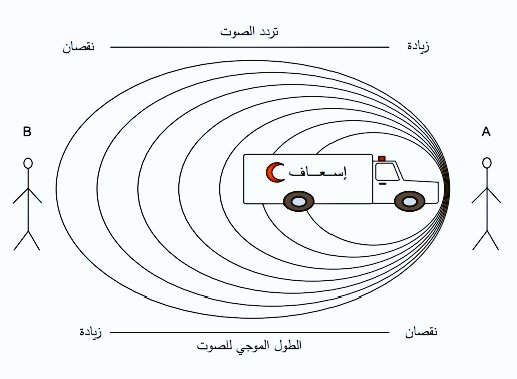 تردد الصوت
زيادة
نقصان
B
A
إسـعـاف
نقصان
زيادة
الطول الموجي للصوت